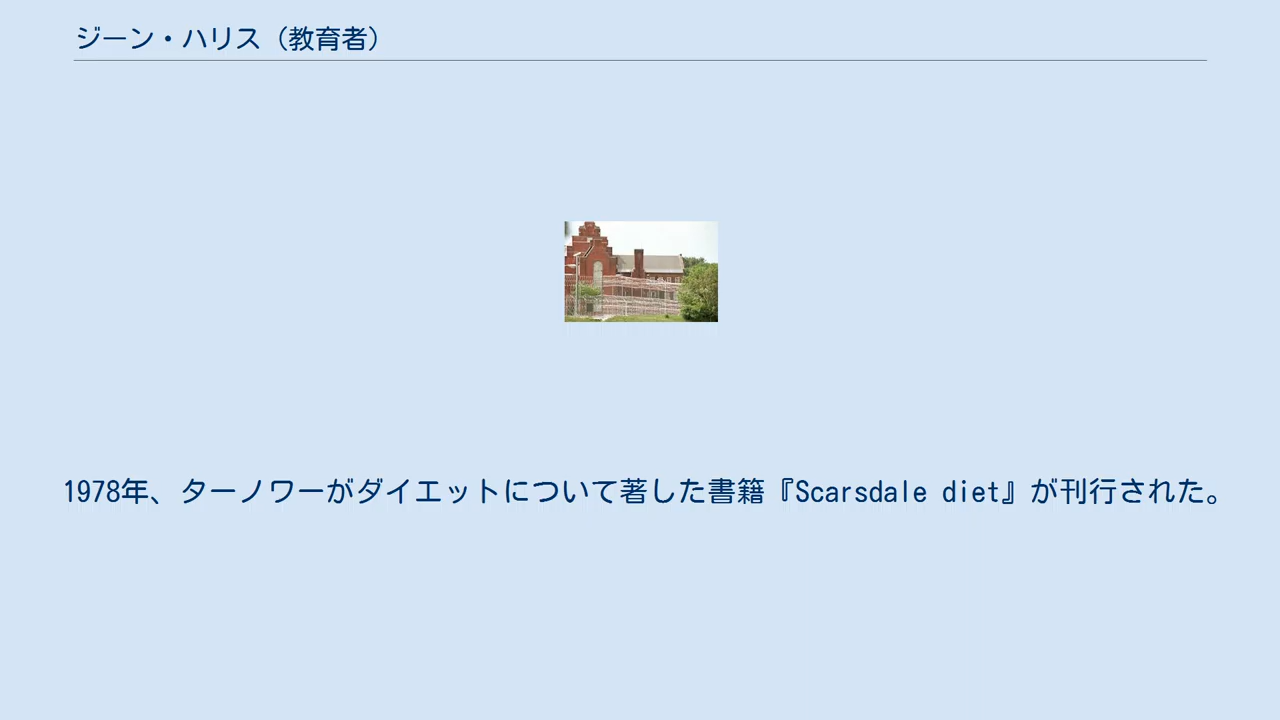 ジーン・ハリス（教育者）
1978年、ターノワーがダイエットについて著した書籍『Scarsdale diet』が刊行された。